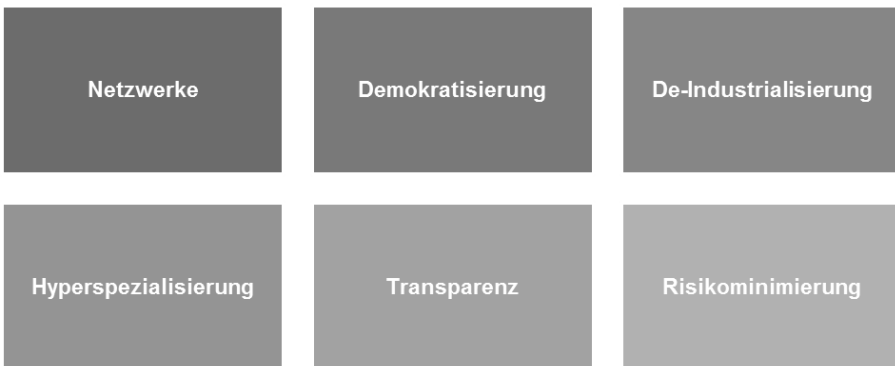 Netzwerke
Demokratisierung
De-Industrialisierung
Hyperspezialisierung
Transparenz
Risikominimierung